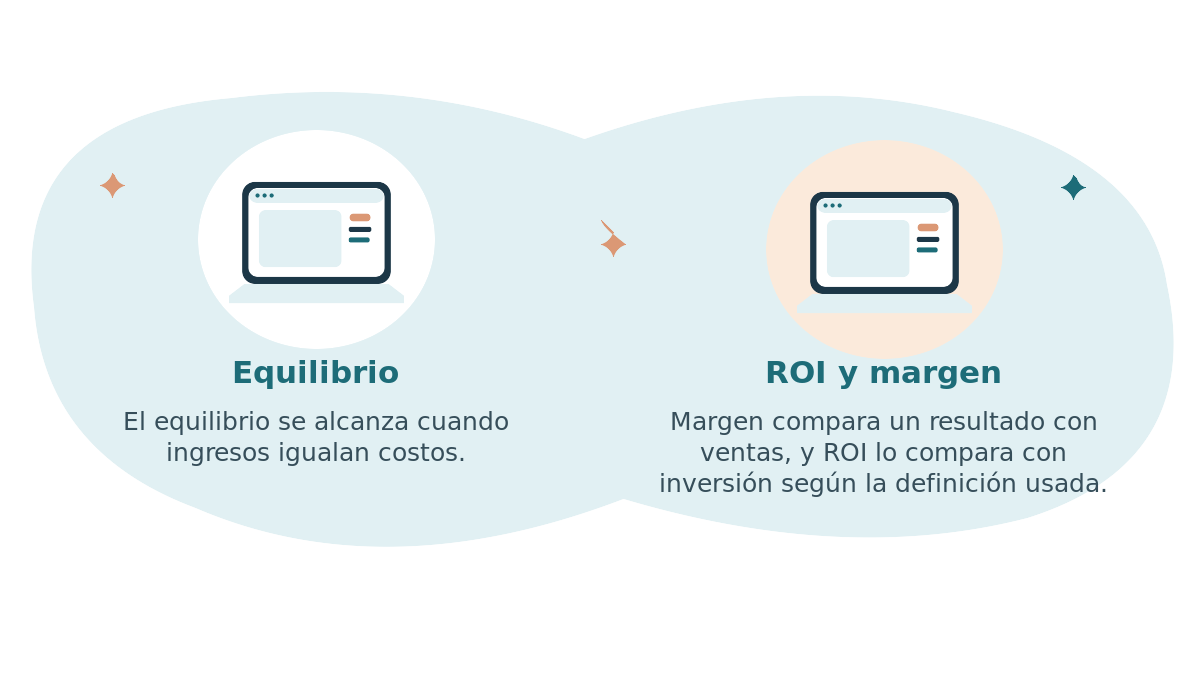 Equilibrio
El equilibrio se alcanza cuando
ingresos igualan costos.
ROI y margen
Margen compara un resultado con
ventas, y ROI lo compara con
inversión según la definición usada.